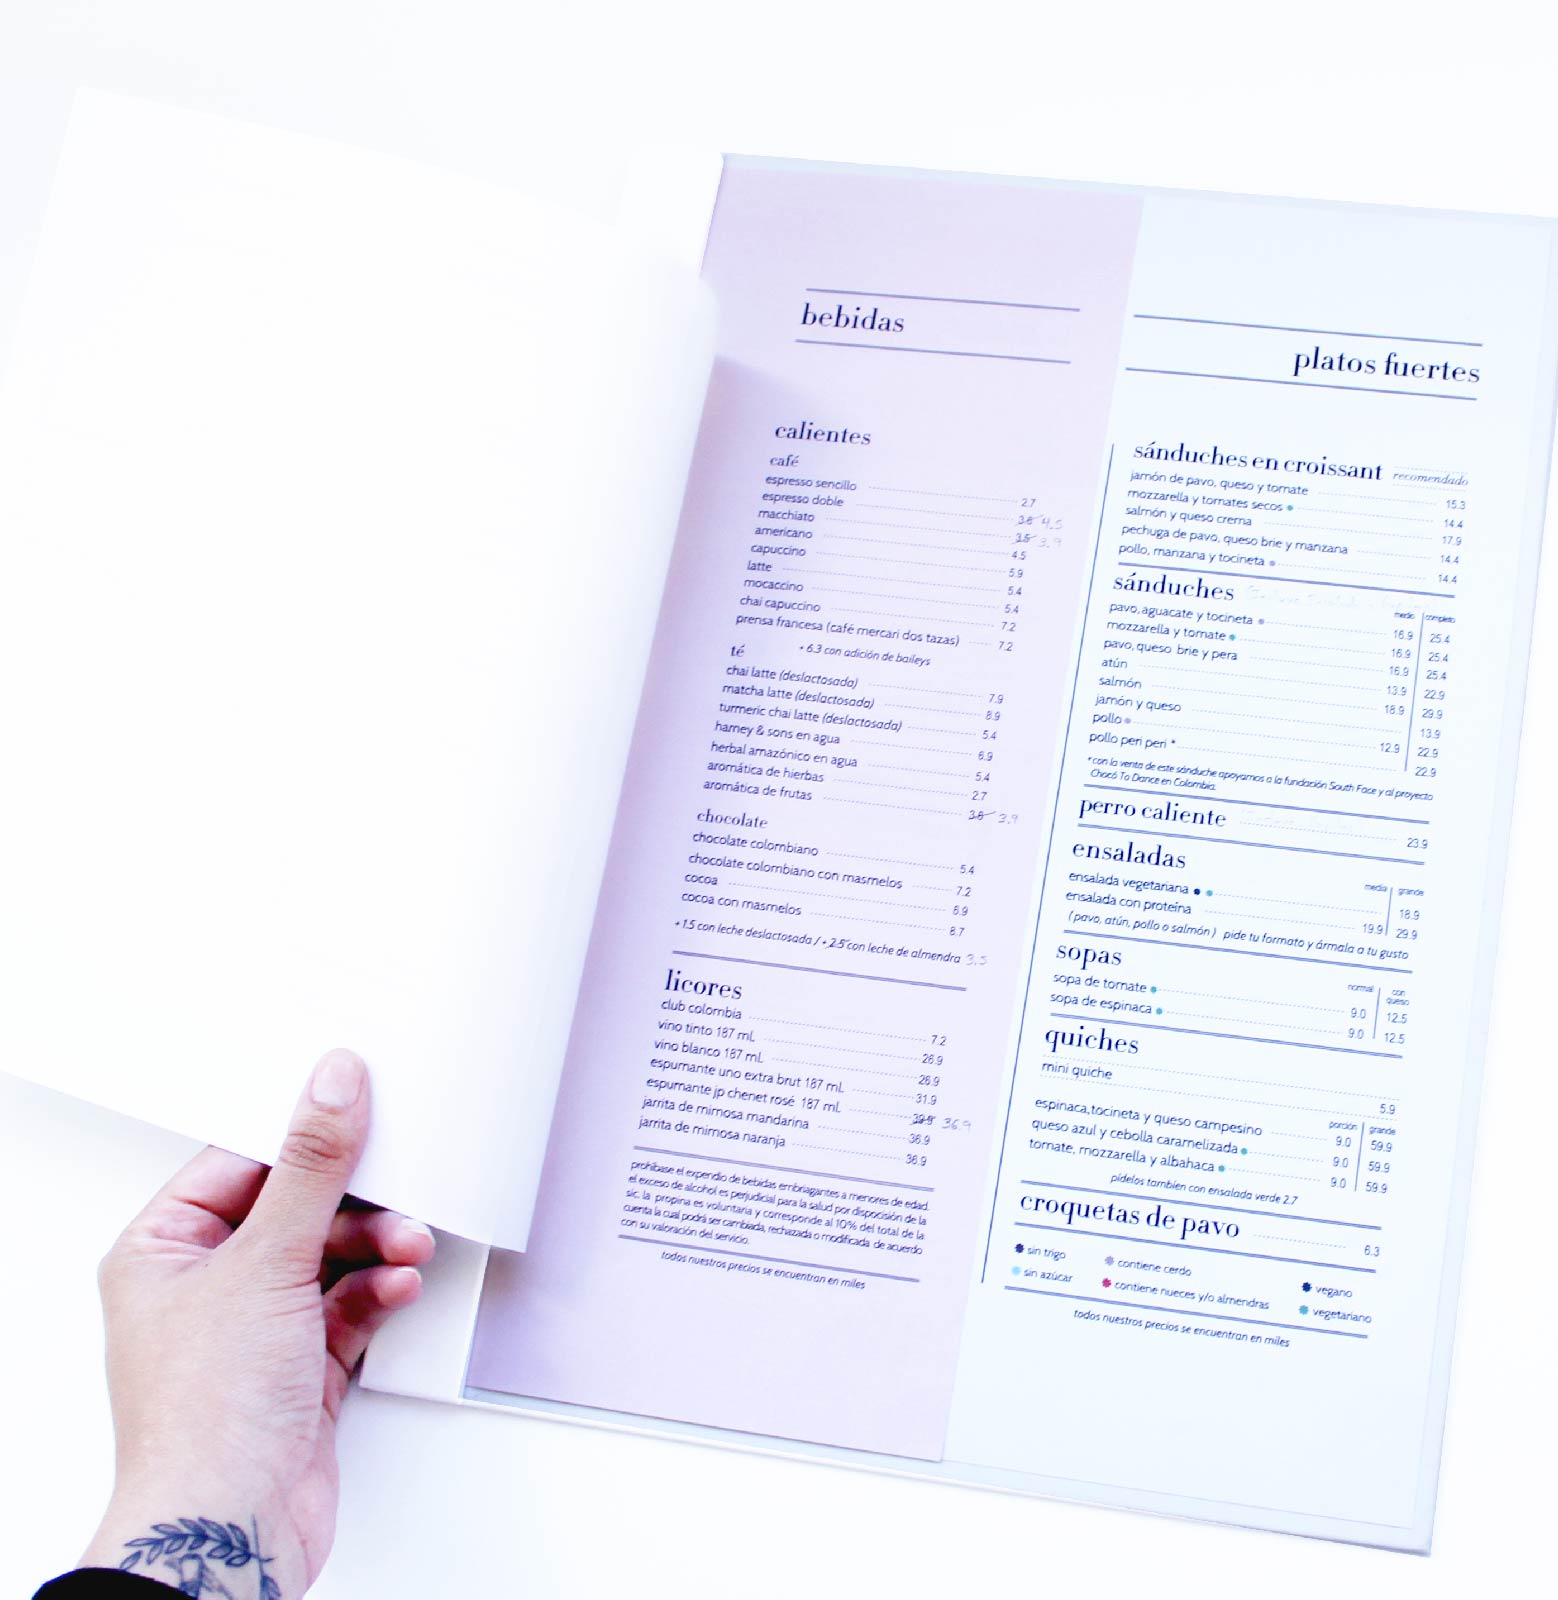 bebidas
calientes
café
espresso sencillo 2.7
espresso doble 3.6 4.5
macchiato 3.5 3.9
americano 4.5
capuccino 5.9
latte 5.4
mocaccino 5.4
chai capuccino 7.2
prensa francesa (café mercari dos tazas) 7.2
+ 6.3 con adición de baileys
té
chai latte (deslactosada) 7.9
matcha latte (deslactosada) 8.9
turmeric chai latte (deslactosada) 5.4
harney & sons en agua 6.9
herbal amazónico en agua 5.4
aromática de hierbas 2.7
aromática de frutas 3.9
chocolate
chocolate colombiano 5.4
chocolate colombiano con masmelos 7.2
cocoa 6.9
cocoa con masmelos 8.7
+ 1.5 con leche deslactosada / + 2.5 con leche de almendra 3.5
licores
club colombia 7.2
vino tinto 187 mL 26.9
vino blanco 187 mL 26.9
espumante uno extra brut 187 mL 31.9
espumante jp chenet rosé 187 mL 39.9 36.9
jarrita de mimosa mandarina 36.9
jarrita de mimosa naranja 36.9
prohíbase el expendio de bebidas embriagantes a menores de edad.
el exceso de alcohol es perjudicial para la salud por disposición de la
sic. la propina es voluntaria y corresponde al 10% del total de la
cuenta la cual podrá ser cambiada, rechazada o modificada de acuerdo
con su valoración del servicio.
todos nuestros precios se encuentran en miles
platos fuertes
sánduches en croissant recomendado
jamón de pavo, queso y tomate 15.3
mozzarella y tomates secos 14.4
salmón y queso crema 17.9
pechuga de pavo, queso brie y manzana 14.4
pollo, manzana y tocineta 14.4
sánduches medio completo
pavo, aguacate y tocineta 16.9 25.4
mozzarella y tomate 16.9 25.4
pavo, queso brie y pera 16.9 25.4
atún 13.9 22.9
salmón 18.9 29.9
jamón y queso 13.9
pollo 12.9 22.9
pollo peri peri * 22.9
*con la venta de este sánduche apoyamos a la fundación South Face y al proyecto
Chocó To Dance en Colombia.
perro caliente 23.9
ensaladas media grande
ensalada vegetariana 18.9
ensalada con proteína 19.9 29.9
(pavo, atún, pollo o salmón) pide tu formato y ármala a tu gusto
sopas normal con queso
sopa de tomate 9.0 12.5
sopa de espinaca 9.0 12.5
quiches
mini quiche 5.9
porción grande
espinaca,tocineta y queso campesino 9.0 59.9
queso azul y cebolla caramelizada 9.0 59.9
tomate, mozzarella y albahaca 9.0 59.9
pídelos tambien con ensalada verde 2.7
croquetas de pavo 6.3
sin trigo contiene cerdo vegano
sin azúcar contiene nueces y/o almendras vegetariano
todos nuestros precios se encuentran en miles